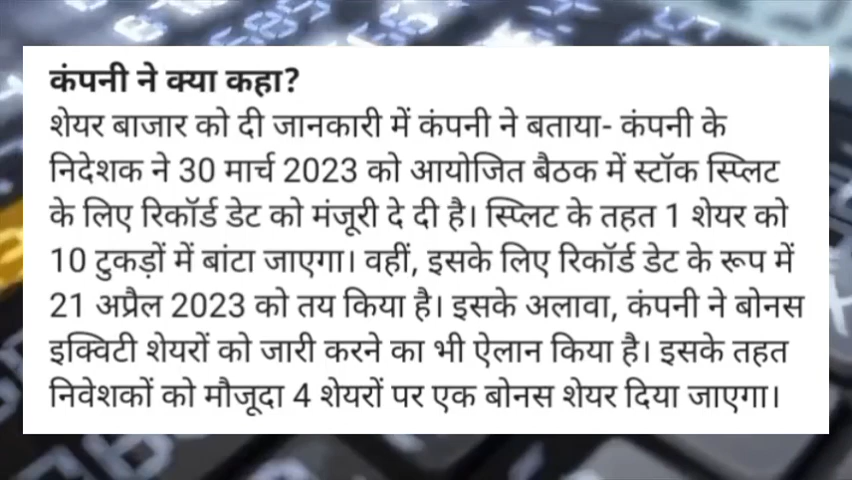 कंपनी ने क्या कहा?
शेयर बाजार को दी जानकारी में कंपनी ने बताया- कंपनी के
निदेशक ने 30 मार्च 2023 को आयोजित बैठक में स्टॉक स्प्लिट
के लिए रिकॉर्ड डेट को मंजूरी दे दी है। स्प्लिट के तहत 1 शेयर को
10 टुकड़ों में बांटा जाएगा। वहीं, इसके लिए रिकॉर्ड डेट के रूप में
21 अप्रैल 2023 को तय किया है। इसके अलावा, कंपनी ने बोनस
इक्विटी शेयरों को जारी करने का भी ऐलान किया है। इसके तहत
निवेशकों को मौजूदा 4 शेयरों पर एक बोनस शेयर दिया जाएगा।